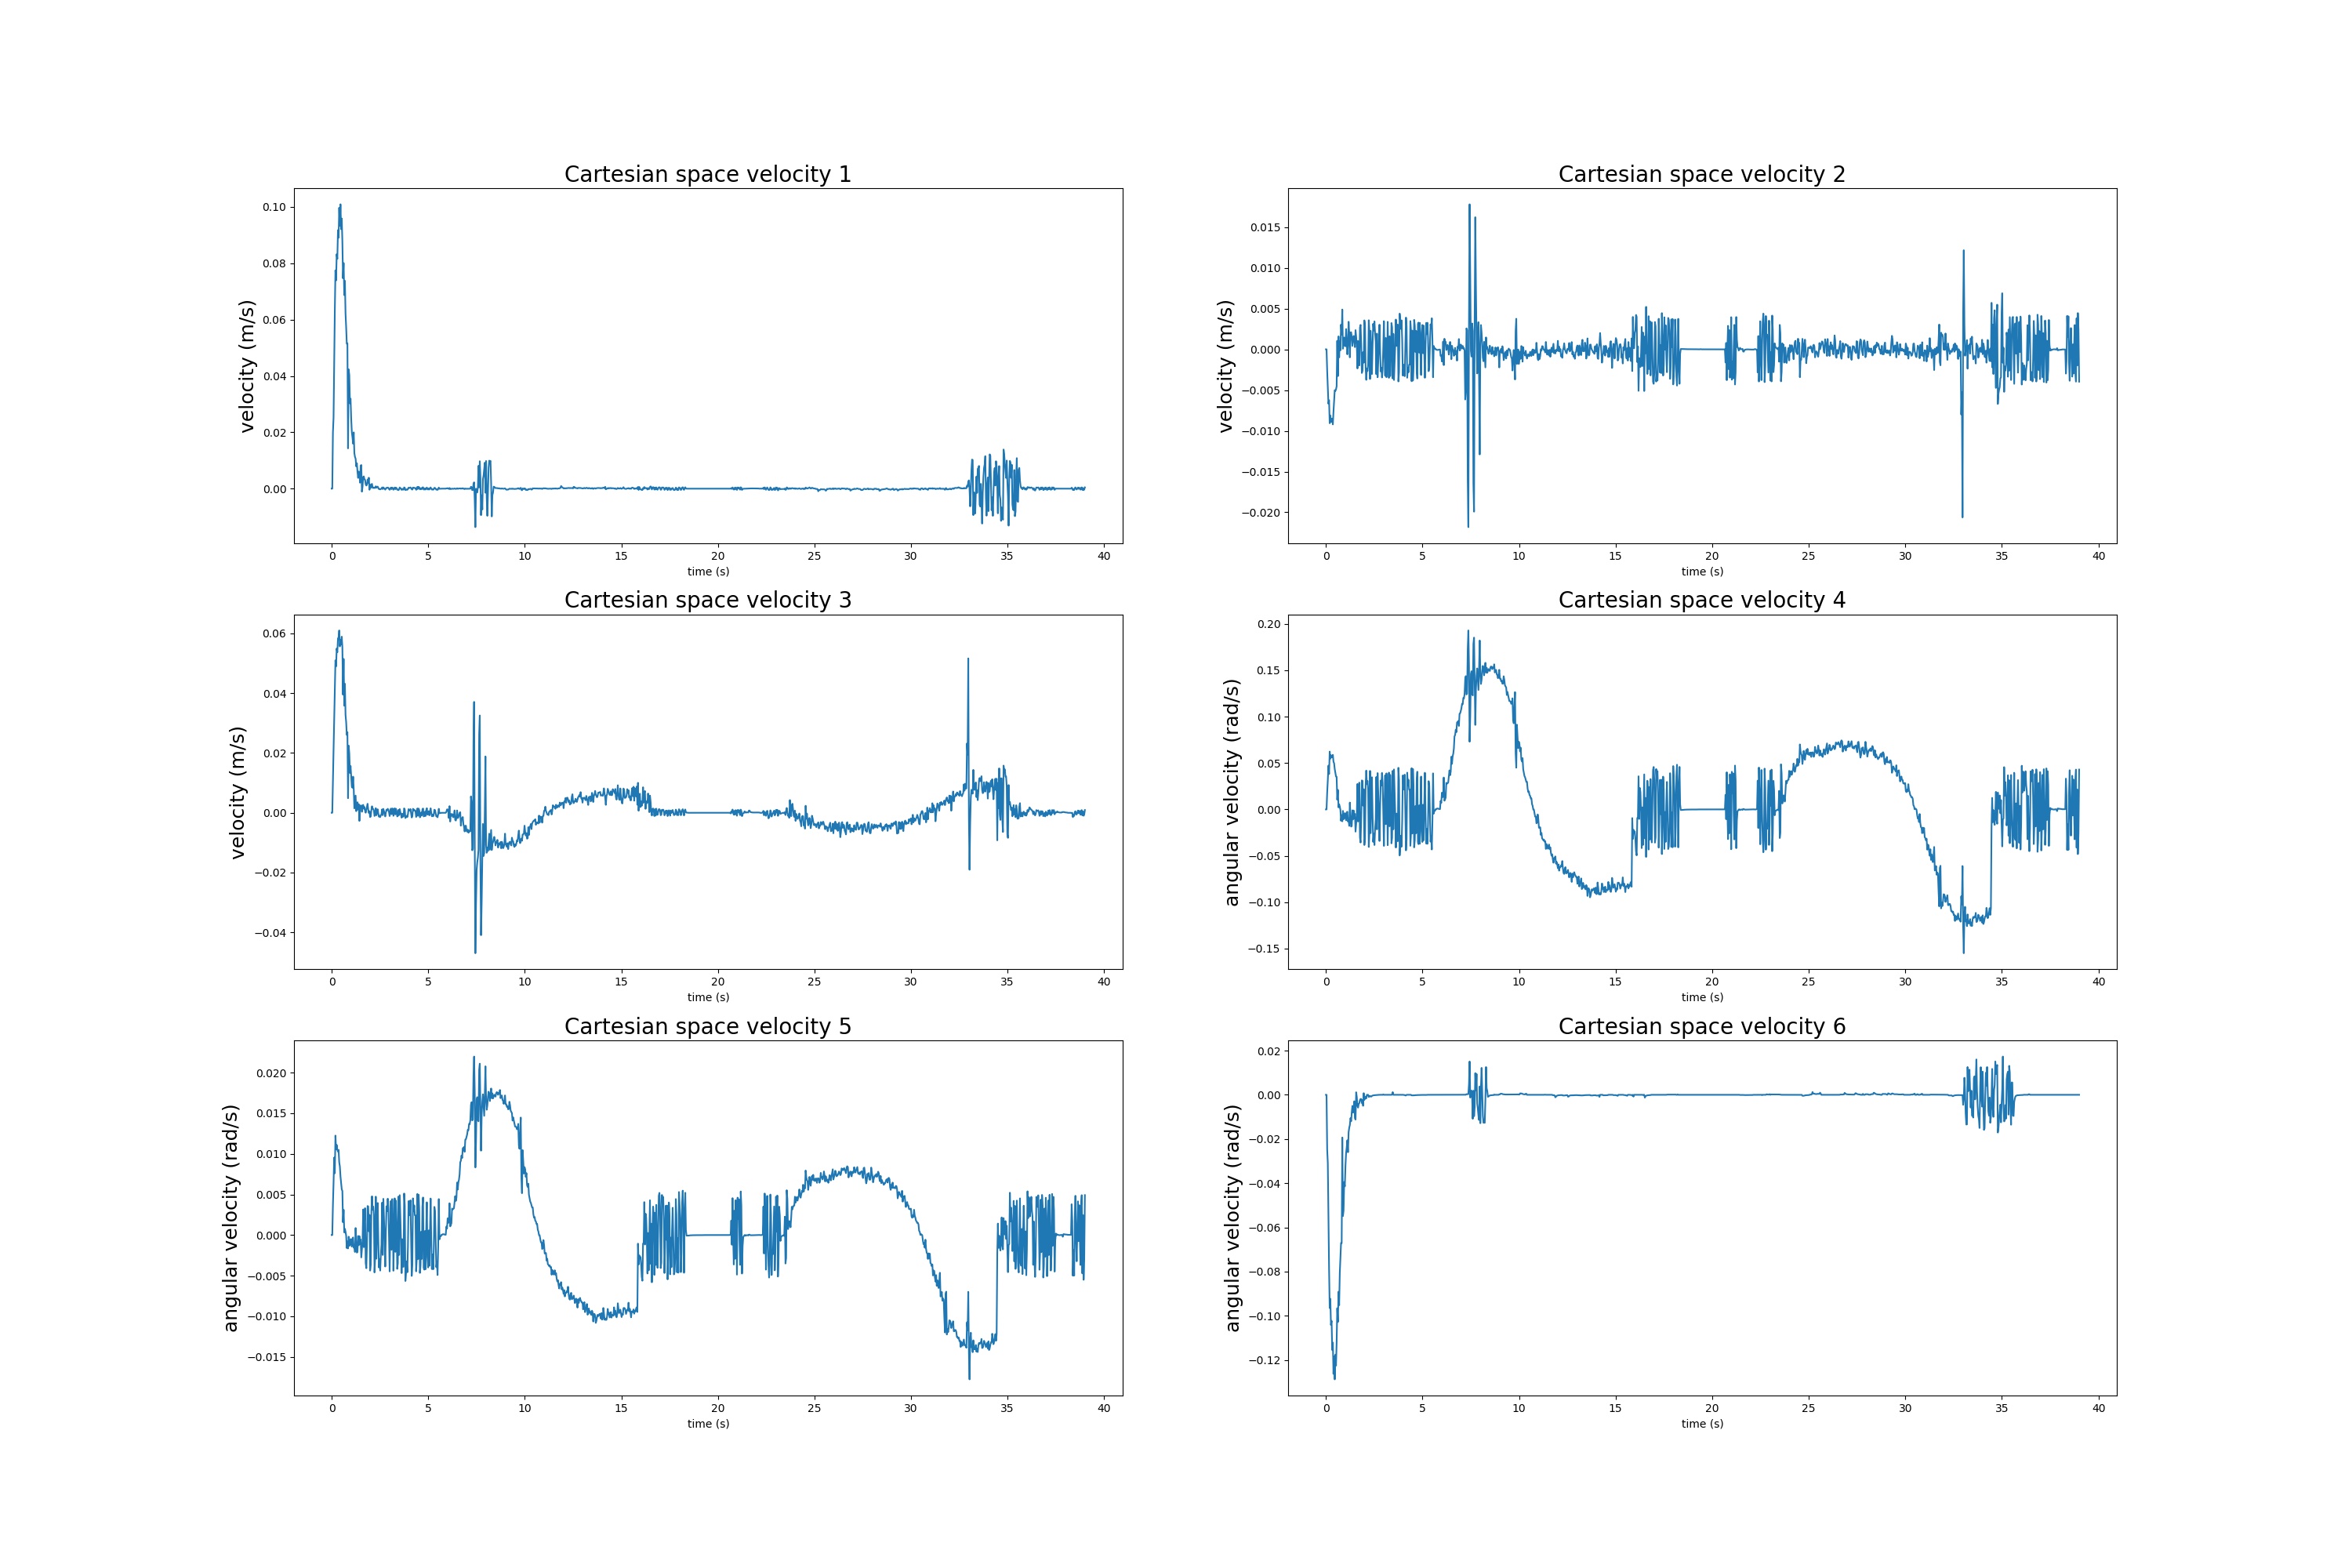 Cartesian space velocity 1
velocity (m/s)
0.10
0.08
0.06
0.04
0.02
0.00
0 5 10 15 20 25 30 35 40
time (s)
Cartesian space velocity 2
velocity (m/s)
0.015
0.010
0.005
0.000
−0.005
−0.010
−0.015
−0.020
0 5 10 15 20 25 30 35 40
time (s)
Cartesian space velocity 3
velocity (m/s)
0.06
0.04
0.02
0.00
−0.02
−0.04
0 5 10 15 20 25 30 35 40
time (s)
Cartesian space velocity 4
angular velocity (rad/s)
0.20
0.15
0.10
0.05
0.00
−0.05
−0.10
−0.15
0 5 10 15 20 25 30 35 40
time (s)
Cartesian space velocity 5
angular velocity (rad/s)
0.020
0.015
0.010
0.005
0.000
−0.005
−0.010
−0.015
0 5 10 15 20 25 30 35 40
time (s)
Cartesian space velocity 6
angular velocity (rad/s)
0.02
0.00
−0.02
−0.04
−0.06
−0.08
−0.10
−0.12
0 5 10 15 20 25 30 35 40
time (s)